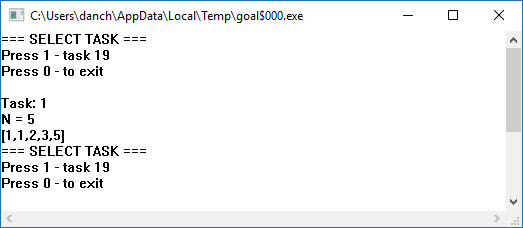 C:\Users\danch\AppData\Local\Temp\goal$000.exe
=== SELECT TASK ===
Press 1 - task 19
Press 0 - to exit
Task: 1
N = 5
[1,1,2,3,5]
=== SELECT TASK ===
Press 1 - task 19
Press 0 - to exit